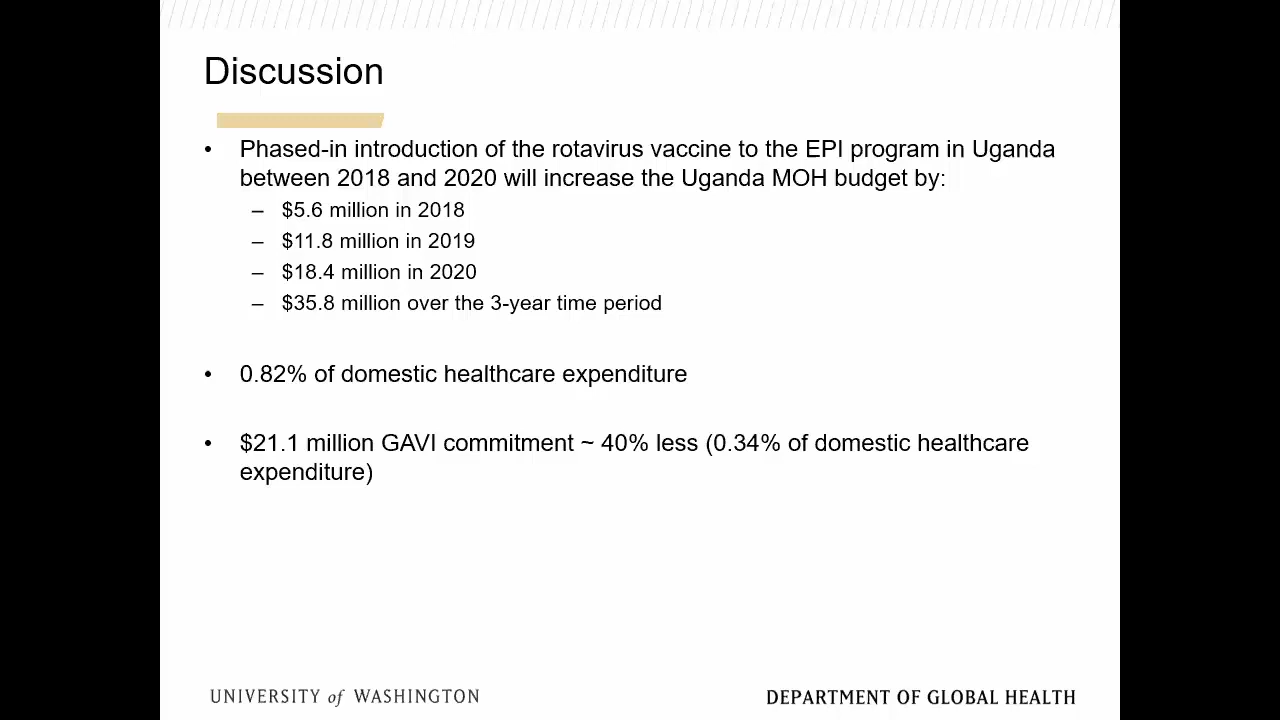 Discussion
• Phased-in introduction of the rotavirus vaccine to the EPI program in Uganda
between 2018 and 2020 will increase the Uganda MOH budget by:
– $5.6 million in 2018
– $11.8 million in 2019
– $18.4 million in 2020
– $35.8 million over the 3-year time period
• 0.82% of domestic healthcare expenditure
• $21.1 million GAVI commitment ~ 40% less (0.34% of domestic healthcare
expenditure)
UNIVERSITY of WASHINGTON
DEPARTMENT OF GLOBAL HEALTH